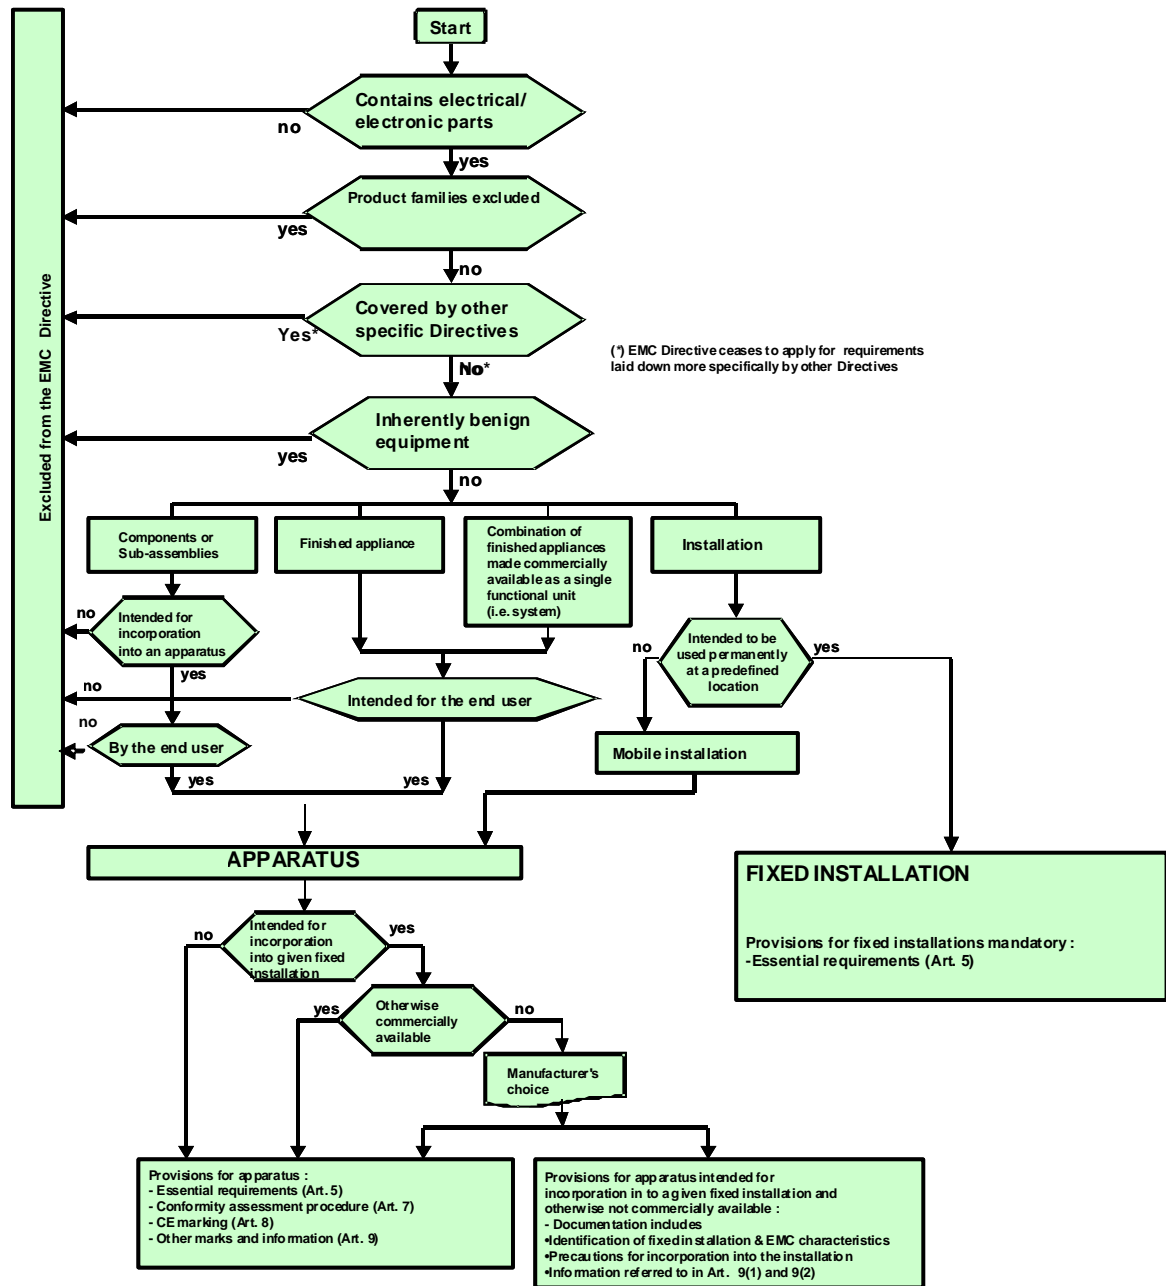 Start
Excluded from the EMC Directive
Contains electrical/
electronic parts
no
yes
Product families excluded
yes
no
Covered by other
specific Directives
Yes*
No*
(*) EMC Directive ceases to apply for requirements
laid down more specifically by other Directives
Inherently benign
equipment
yes
no
Components or
Sub-assemblies
Finished appliance
Combination of
finished appliances
made commercially
available as a single
functional unit
(i.e. system)
Installation
no
Intended for
incorporation
into an apparatus
yes
no
Intended to be
used permanently
at a predefined
location
yes
no
Intended for the end user
no
By the end user
yes
yes
Mobile installation
APPARATUS
FIXED INSTALLATION
Provisions for fixed installations mandatory :
-Essential requirements (Art. 5)
no
Intended for
incorporation
into given fixed
installation
yes
yes
Otherwise
commercially
available
no
Manufacturer's
choice
Provisions for apparatus :
- Essential requirements (Art. 5)
- Conformity assessment procedure (Art. 7)
- CE marking (Art. 8)
- Other marks and information (Art. 9)
Provisions for apparatus intended for
incorporation in to a given fixed installation and
otherwise not commercially available :
- Documentation includes
•Identification of fixed installation & EMC characteristics
•Precautions for incorporation into the installation
•Information referred to in Art. 9(1) and 9(2)